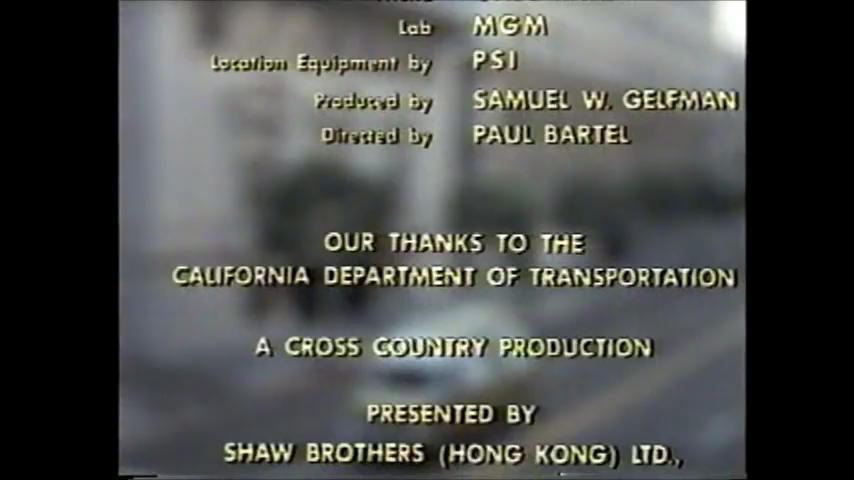 Lab MGM
Location Equipment by PSI
Produced by SAMUEL W. GELFMAN
Directed by PAUL BARTEL
OUR THANKS TO THE
CALIFORNIA DEPARTMENT OF TRANSPORTATION
A CROSS COUNTRY PRODUCTION
PRESENTED BY
SHAW BROTHERS (HONG KONG) LTD.,